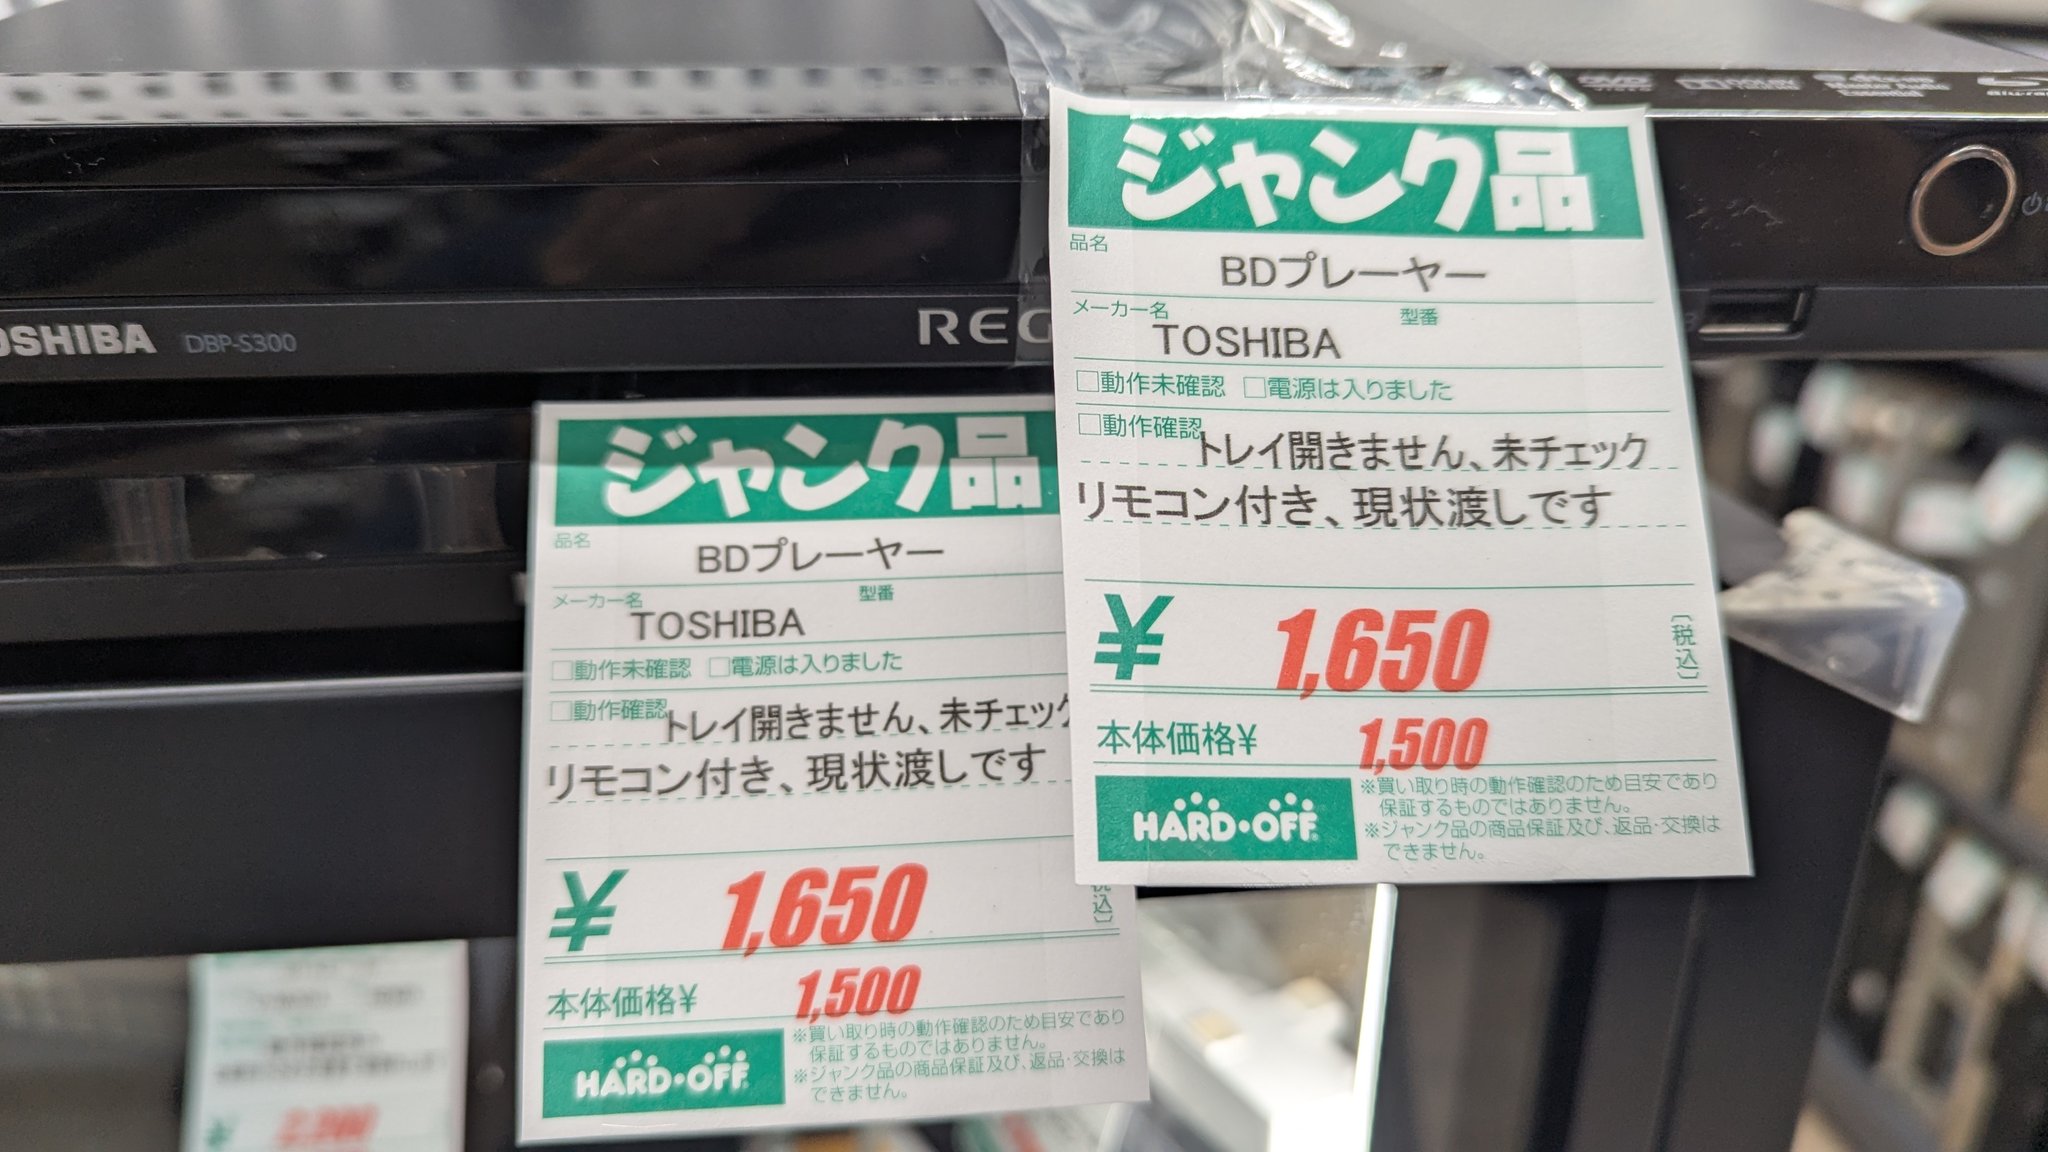 OSHIBA DBP-S300
REG
ジャンク品
品名
BDプレーヤー
メーカー名 型番
TOSHIBA
□動作未確認 □電源は入りました
□動作確認
トレイ開きません、未チェック
リモコン付き、現状渡しです
¥ 1,650 〔税込〕
本体価格¥ 1,500
HARD・OFF
※買い取り時の動作確認のため目安であり
保証するものではありません。
※ジャンク品の商品保証及び、返品・交換は
できません。
ジャンク品
品名
BDプレーヤー
メーカー名 型番
TOSHIBA
□動作未確認 □電源は入りました
□動作確認
トレイ開きません、未チェック
リモコン付き、現状渡しです
¥ 1,650 税込〕
本体価格¥ 1,500
HARD・OFF
※買い取り時の動作確認のため目安であり
保証するものではありません。
※ジャンク品の商品保証及び、返品・交換は
できません。